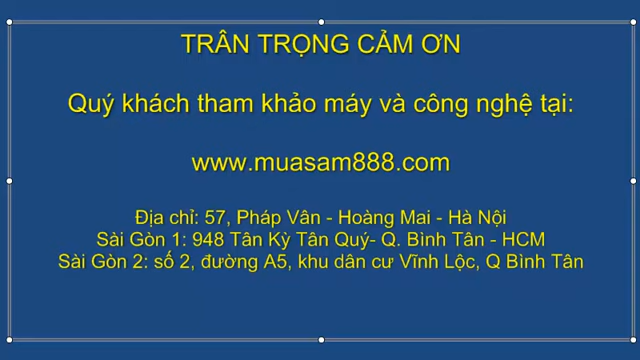 TRÂN TRỌNG CẢM ƠN
Quý khách tham khảo máy và công nghệ tại:
www.muasam888.com
Địa chỉ: 57, Pháp Vân - Hoàng Mai - Hà Nội
Sài Gòn 1: 948 Tân Kỳ Tân Quý- Q. Bình Tân - HCM
Sài Gòn 2: số 2, đường A5, khu dân cư Vĩnh Lộc, Q Bình Tân